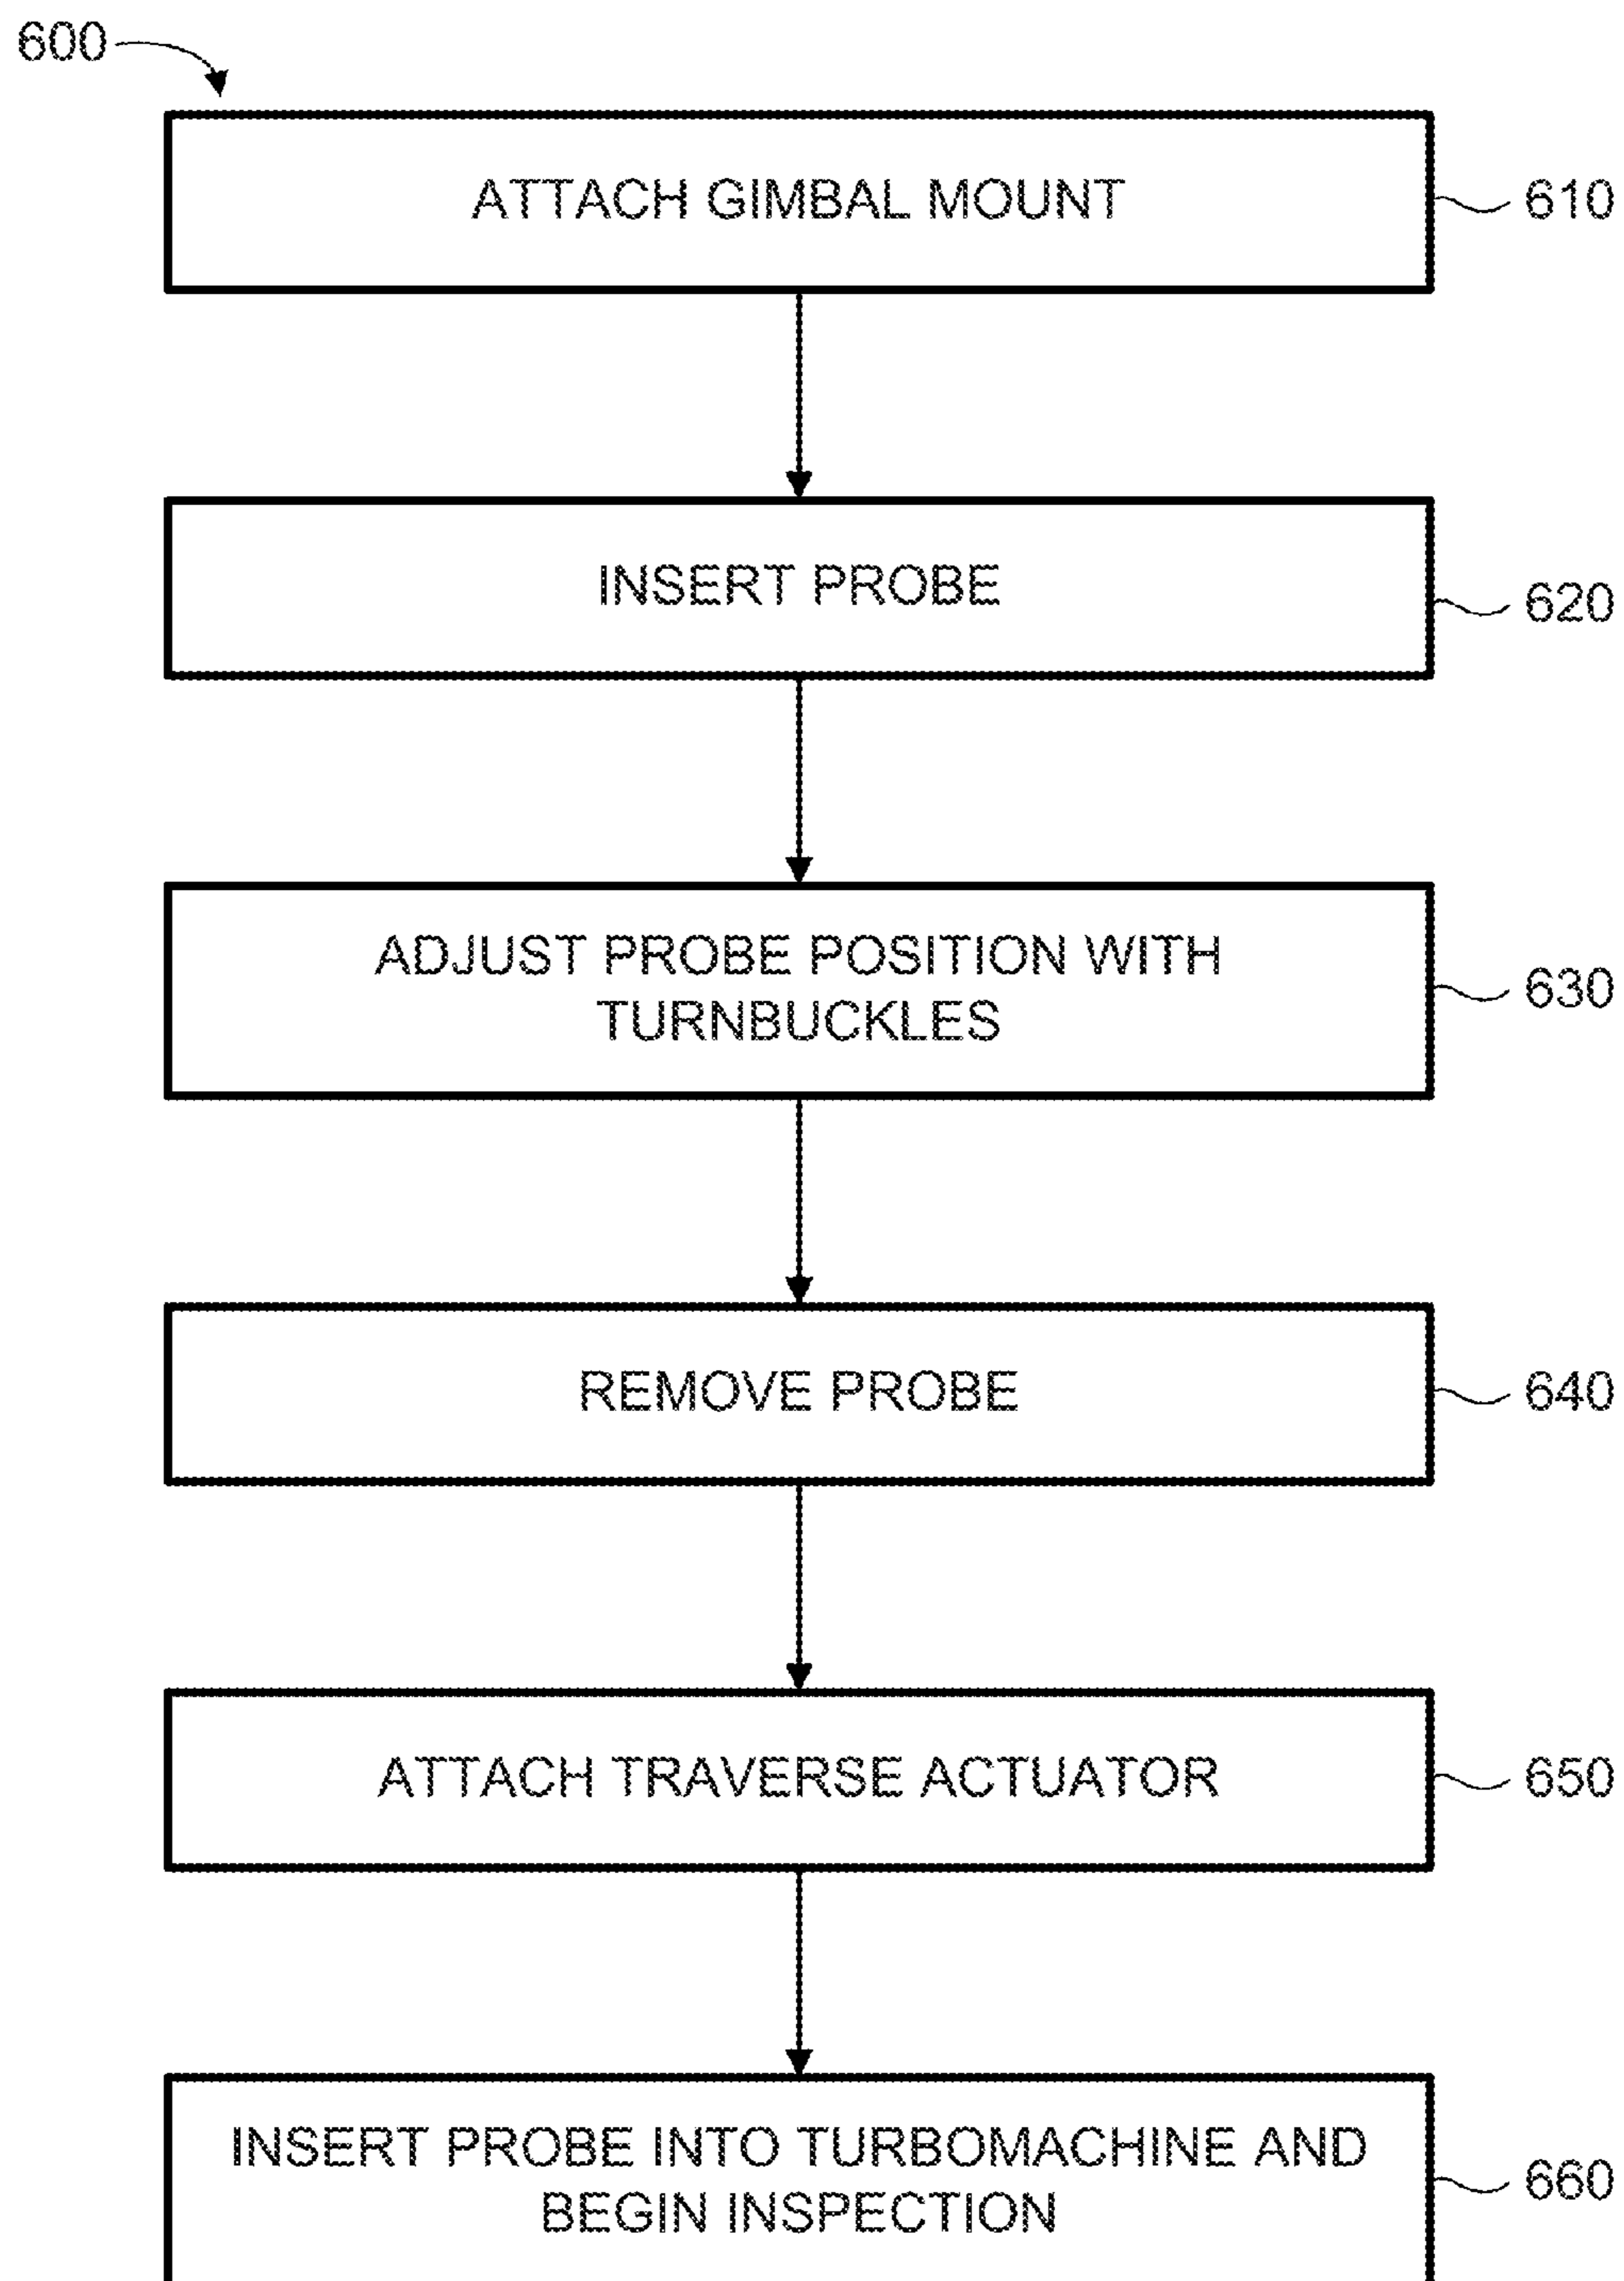 600
ATTACH GIMBAL MOUNT
610
INSERT PROBE
620
ADJUST PROBE POSITION WITH
TURNBUCKLES
630
REMOVE PROBE
640
ATTACH TRAVERSE ACTUATOR
650
INSERT PROBE INTO TURBOMACHINE AND
BEGIN INSPECTION
660